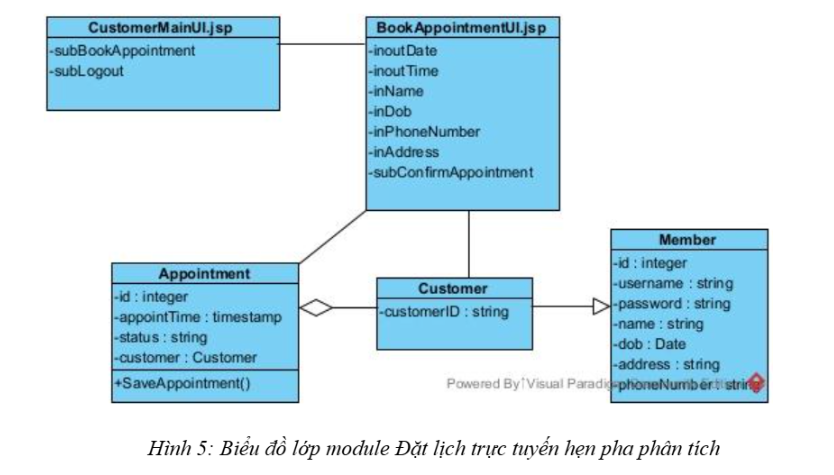 CustomerMainUI.jsp
-subBookAppointment
-subLogout
BookAppointmentUI.jsp
-inoutDate
-inoutTime
-inName
-inDob
-inPhoneNumber
-inAddress
-subConfirmAppointment
Appointment
-id : integer
-appointTime : timestamp
-status : string
-customer : Customer
+SaveAppointment()
Customer
-customerID : string
Member
-id : integer
-username : string
-password : string
-name : string
-dob : Date
-address : string
-phoneNumber : string
Powered By Visual Paradigm
Hình 5: Biểu đồ lớp module Đặt lịch trực tuyến hẹn pha phân tích